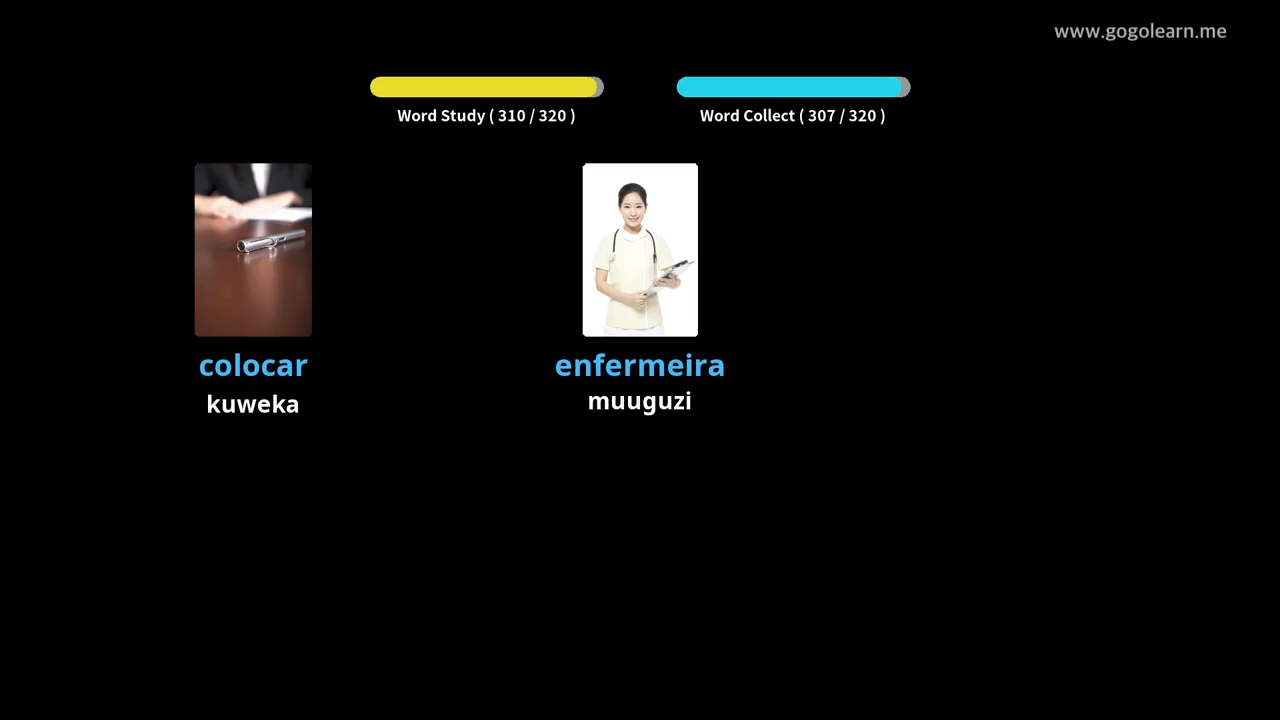 www.gogolearn.me
Word Study ( 310 / 320 )
Word Collect ( 307 / 320 )
colocar
kuweka
enfermeira
muuguzi